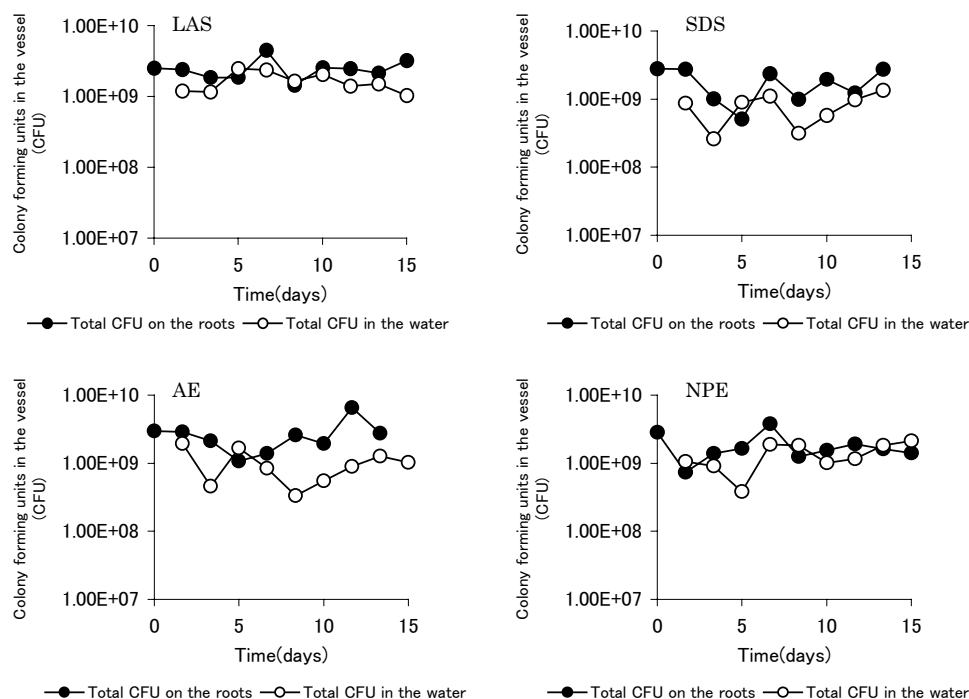 LAS
Colony forming units in the vessel
(CFU)
1.00E+10
1.00E+09
1.00E+08
1.00E+07
0 5 10 15
Time(days)
Total CFU on the roots Total CFU in the water
SDS
Colony forming units in the vessel
(CFU)
1.00E+10
1.00E+09
1.00E+08
1.00E+07
0 5 10 15
Time(days)
Total CFU on the roots Total CFU in the water
AE
Colony forming units in the vessel
(CFU)
1.00E+10
1.00E+09
1.00E+08
1.00E+07
0 5 10 15
Time(days)
Total CFU on the roots Total CFU in the water
NPE
Colony forming units in the vessel
(CFU)
1.00E+10
1.00E+09
1.00E+08
1.00E+07
0 5 10 15
Time(days)
Total CFU on the roots Total CFU in the water